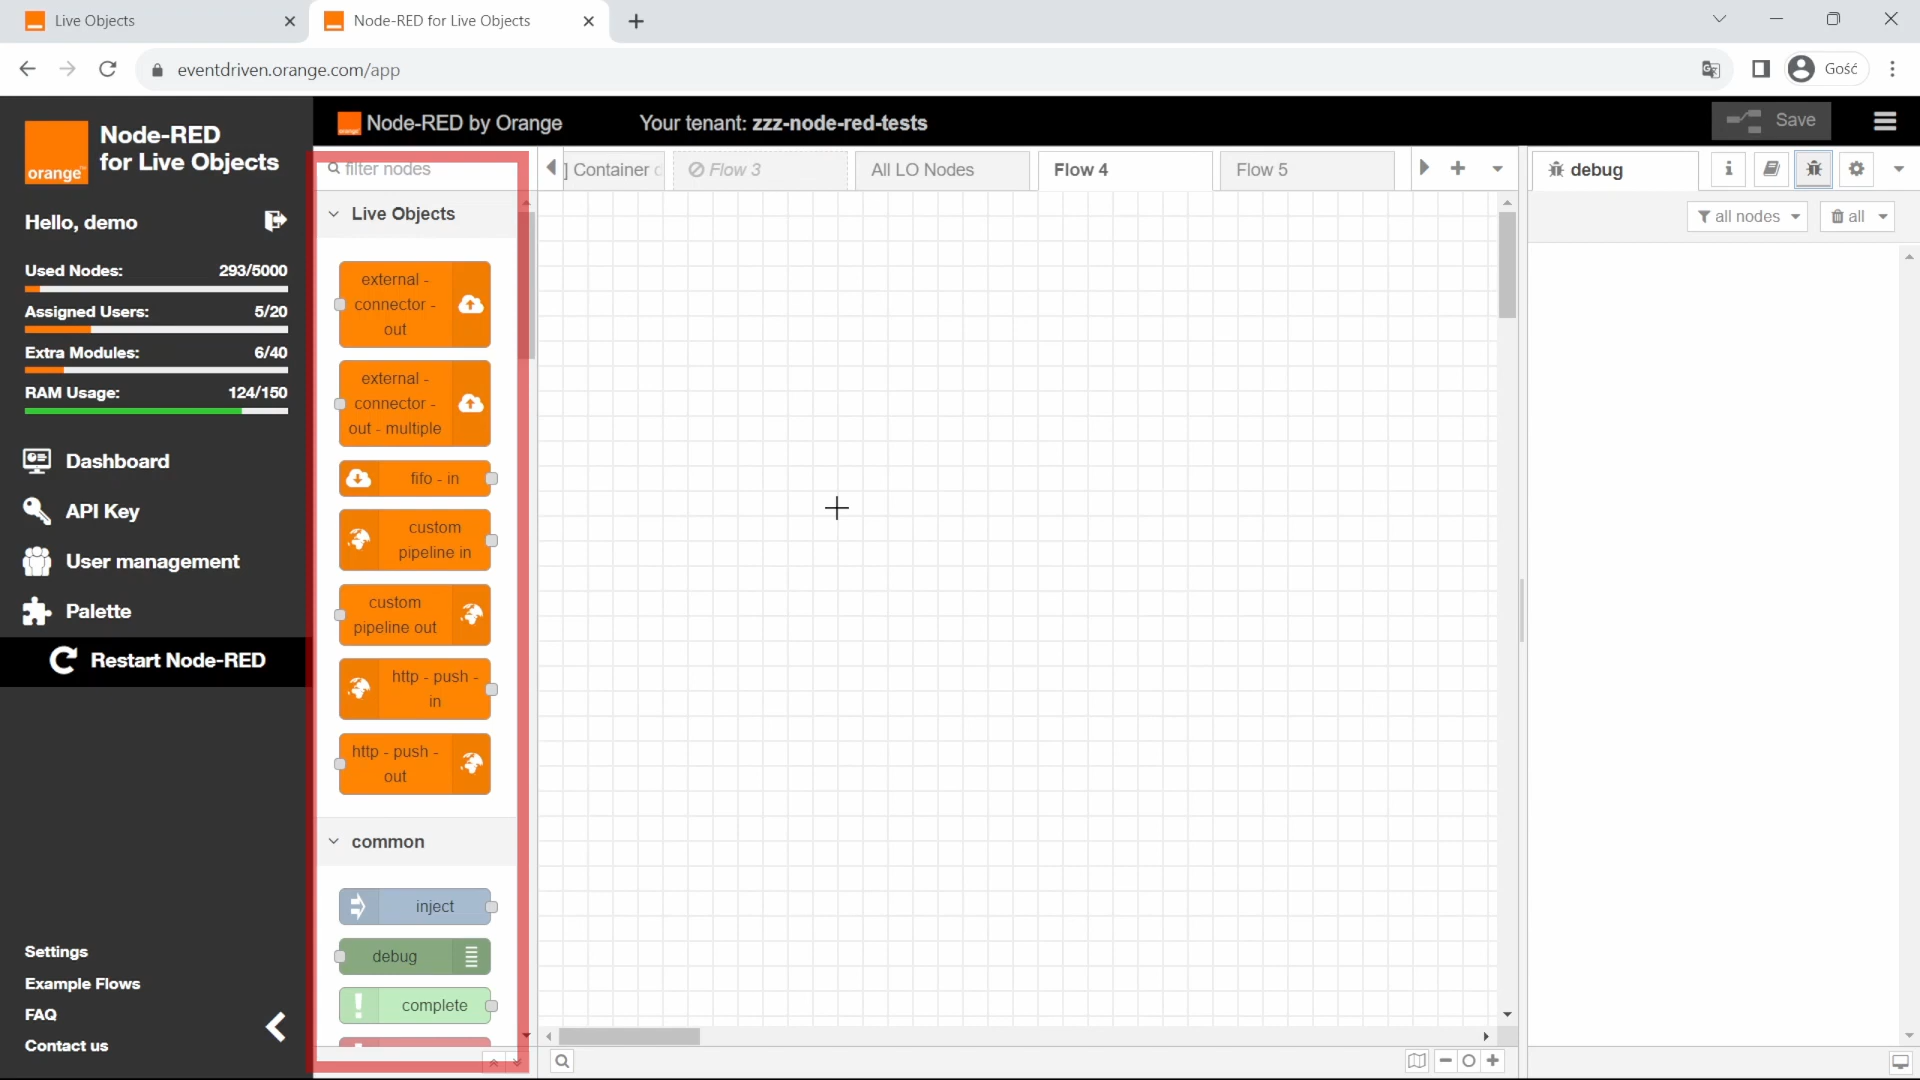 Live Objects
Node-RED for Live Objects
eventdriven.orange.com/app
Gość
orange™
Node-RED
for Live Objects
Node-RED by Orange
Your tenant: zzz-node-red-tests
Save
Hello, demo
Used Nodes: 293/5000
Assigned Users: 5/20
Extra Modules: 6/40
RAM Usage: 124/150
Dashboard
API Key
User management
Palette
Restart Node-RED
Settings
Example Flows
FAQ
Contact us
filter nodes
Live Objects
external -
connector -
out
external -
connector -
out - multiple
fifo - in
custom
pipeline in
custom
pipeline out
http - push -
in
http - push -
out
common
inject
debug
complete
] Container
Flow 3
All LO Nodes
Flow 4
Flow 5
debug
all nodes
all